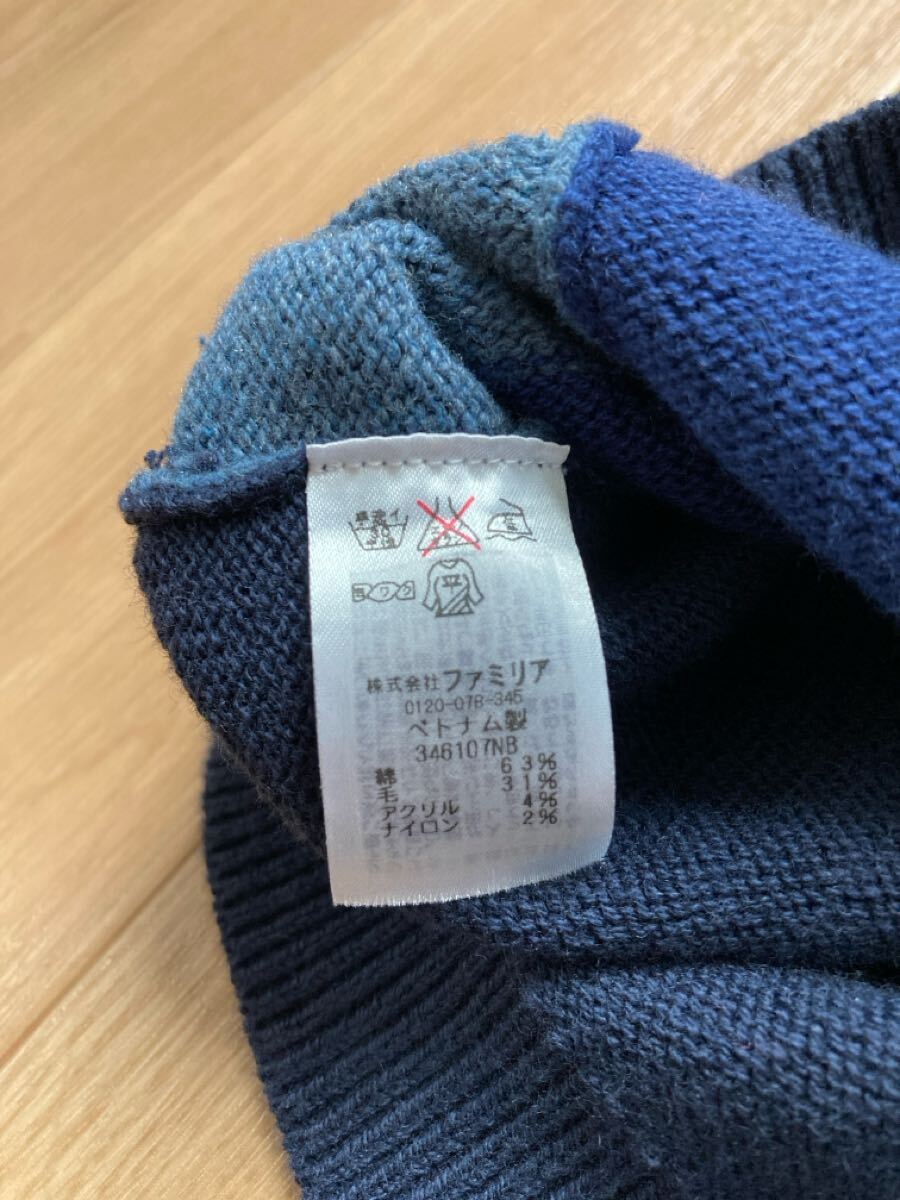 平
株式会社ファミリア
0120-078-345
ベトナム製
346107NB
綿 63%
毛 31%
アクリル 4%
ナイロン 2%